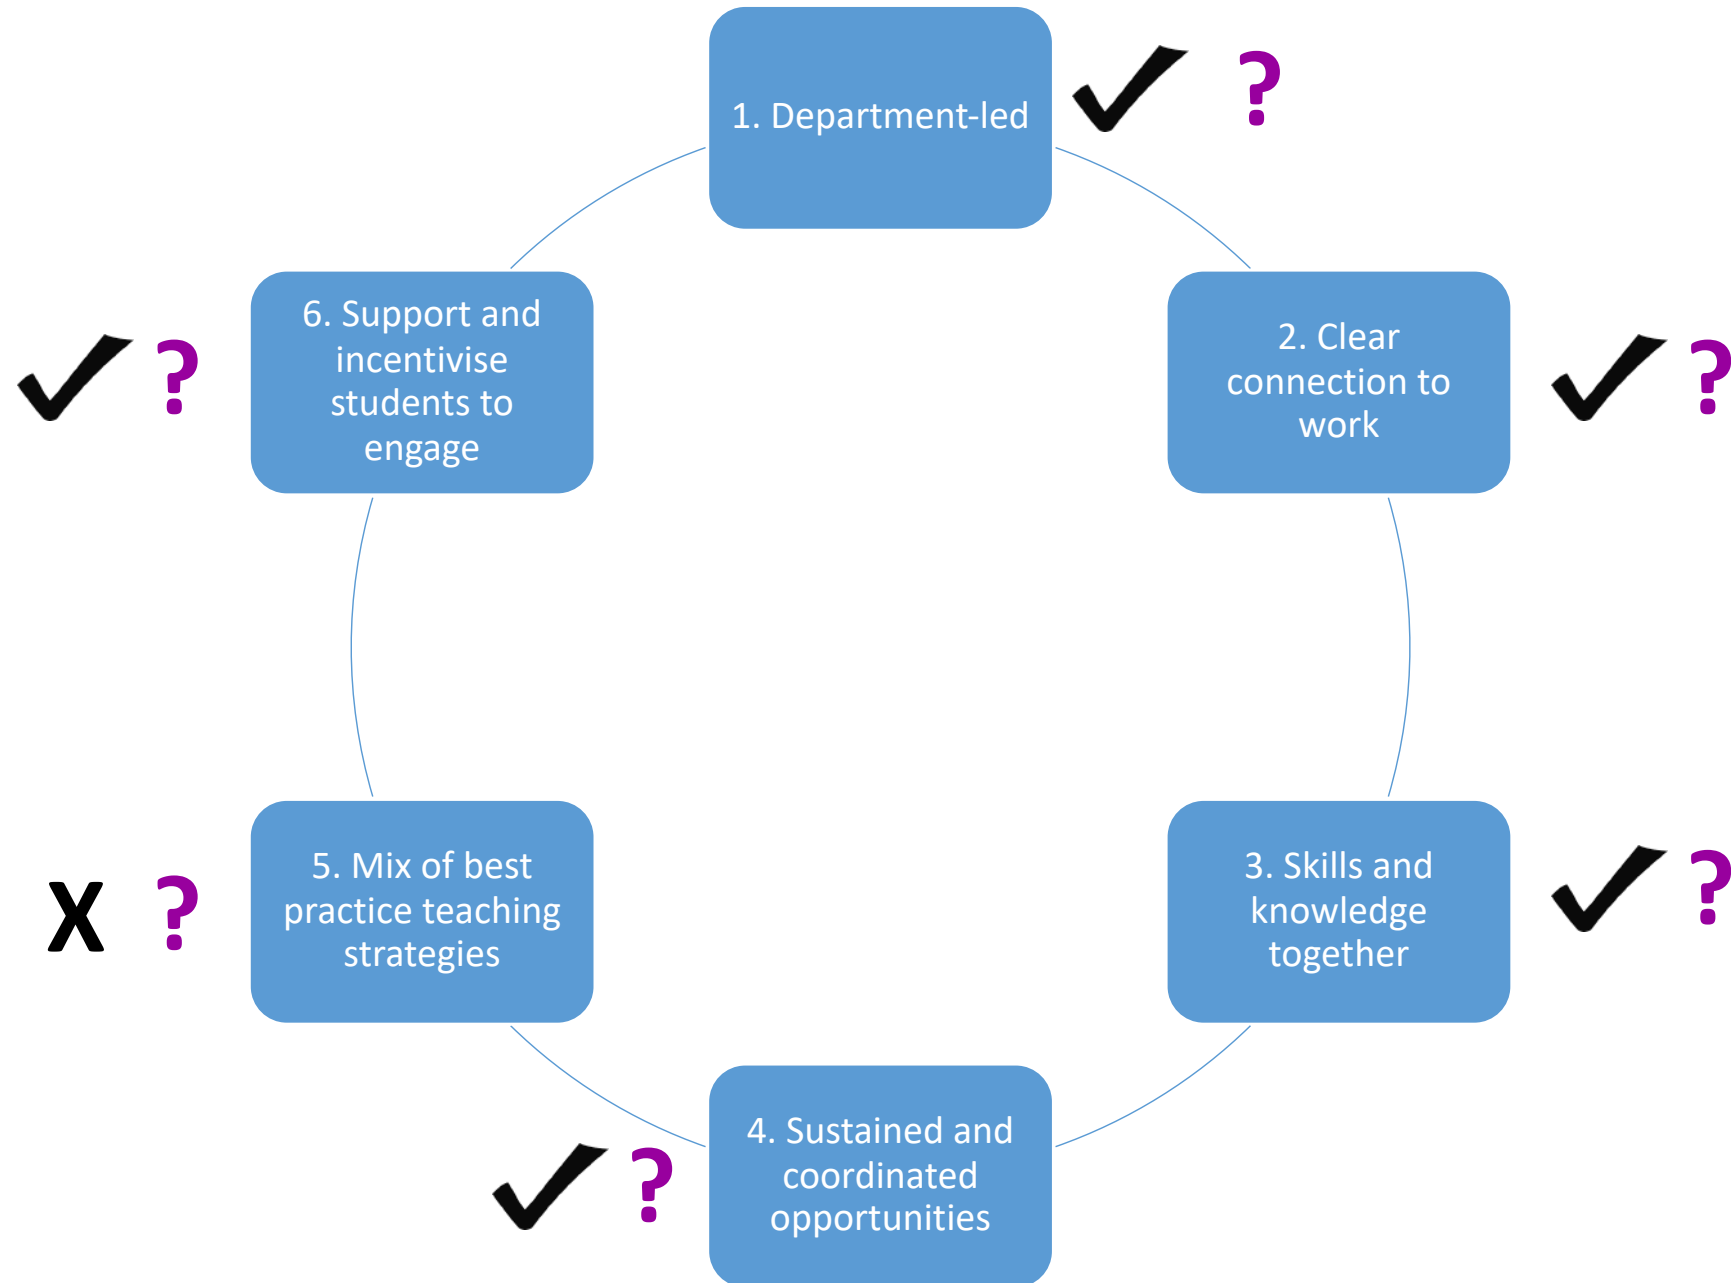 1. Department-led
?
2. Clear
connection to
work
?
3. Skills and
knowledge
together
?
4. Sustained and
coordinated
opportunities
?
5. Mix of best
practice teaching
strategies
X ?
6. Support and
incentivise
students to
engage
?